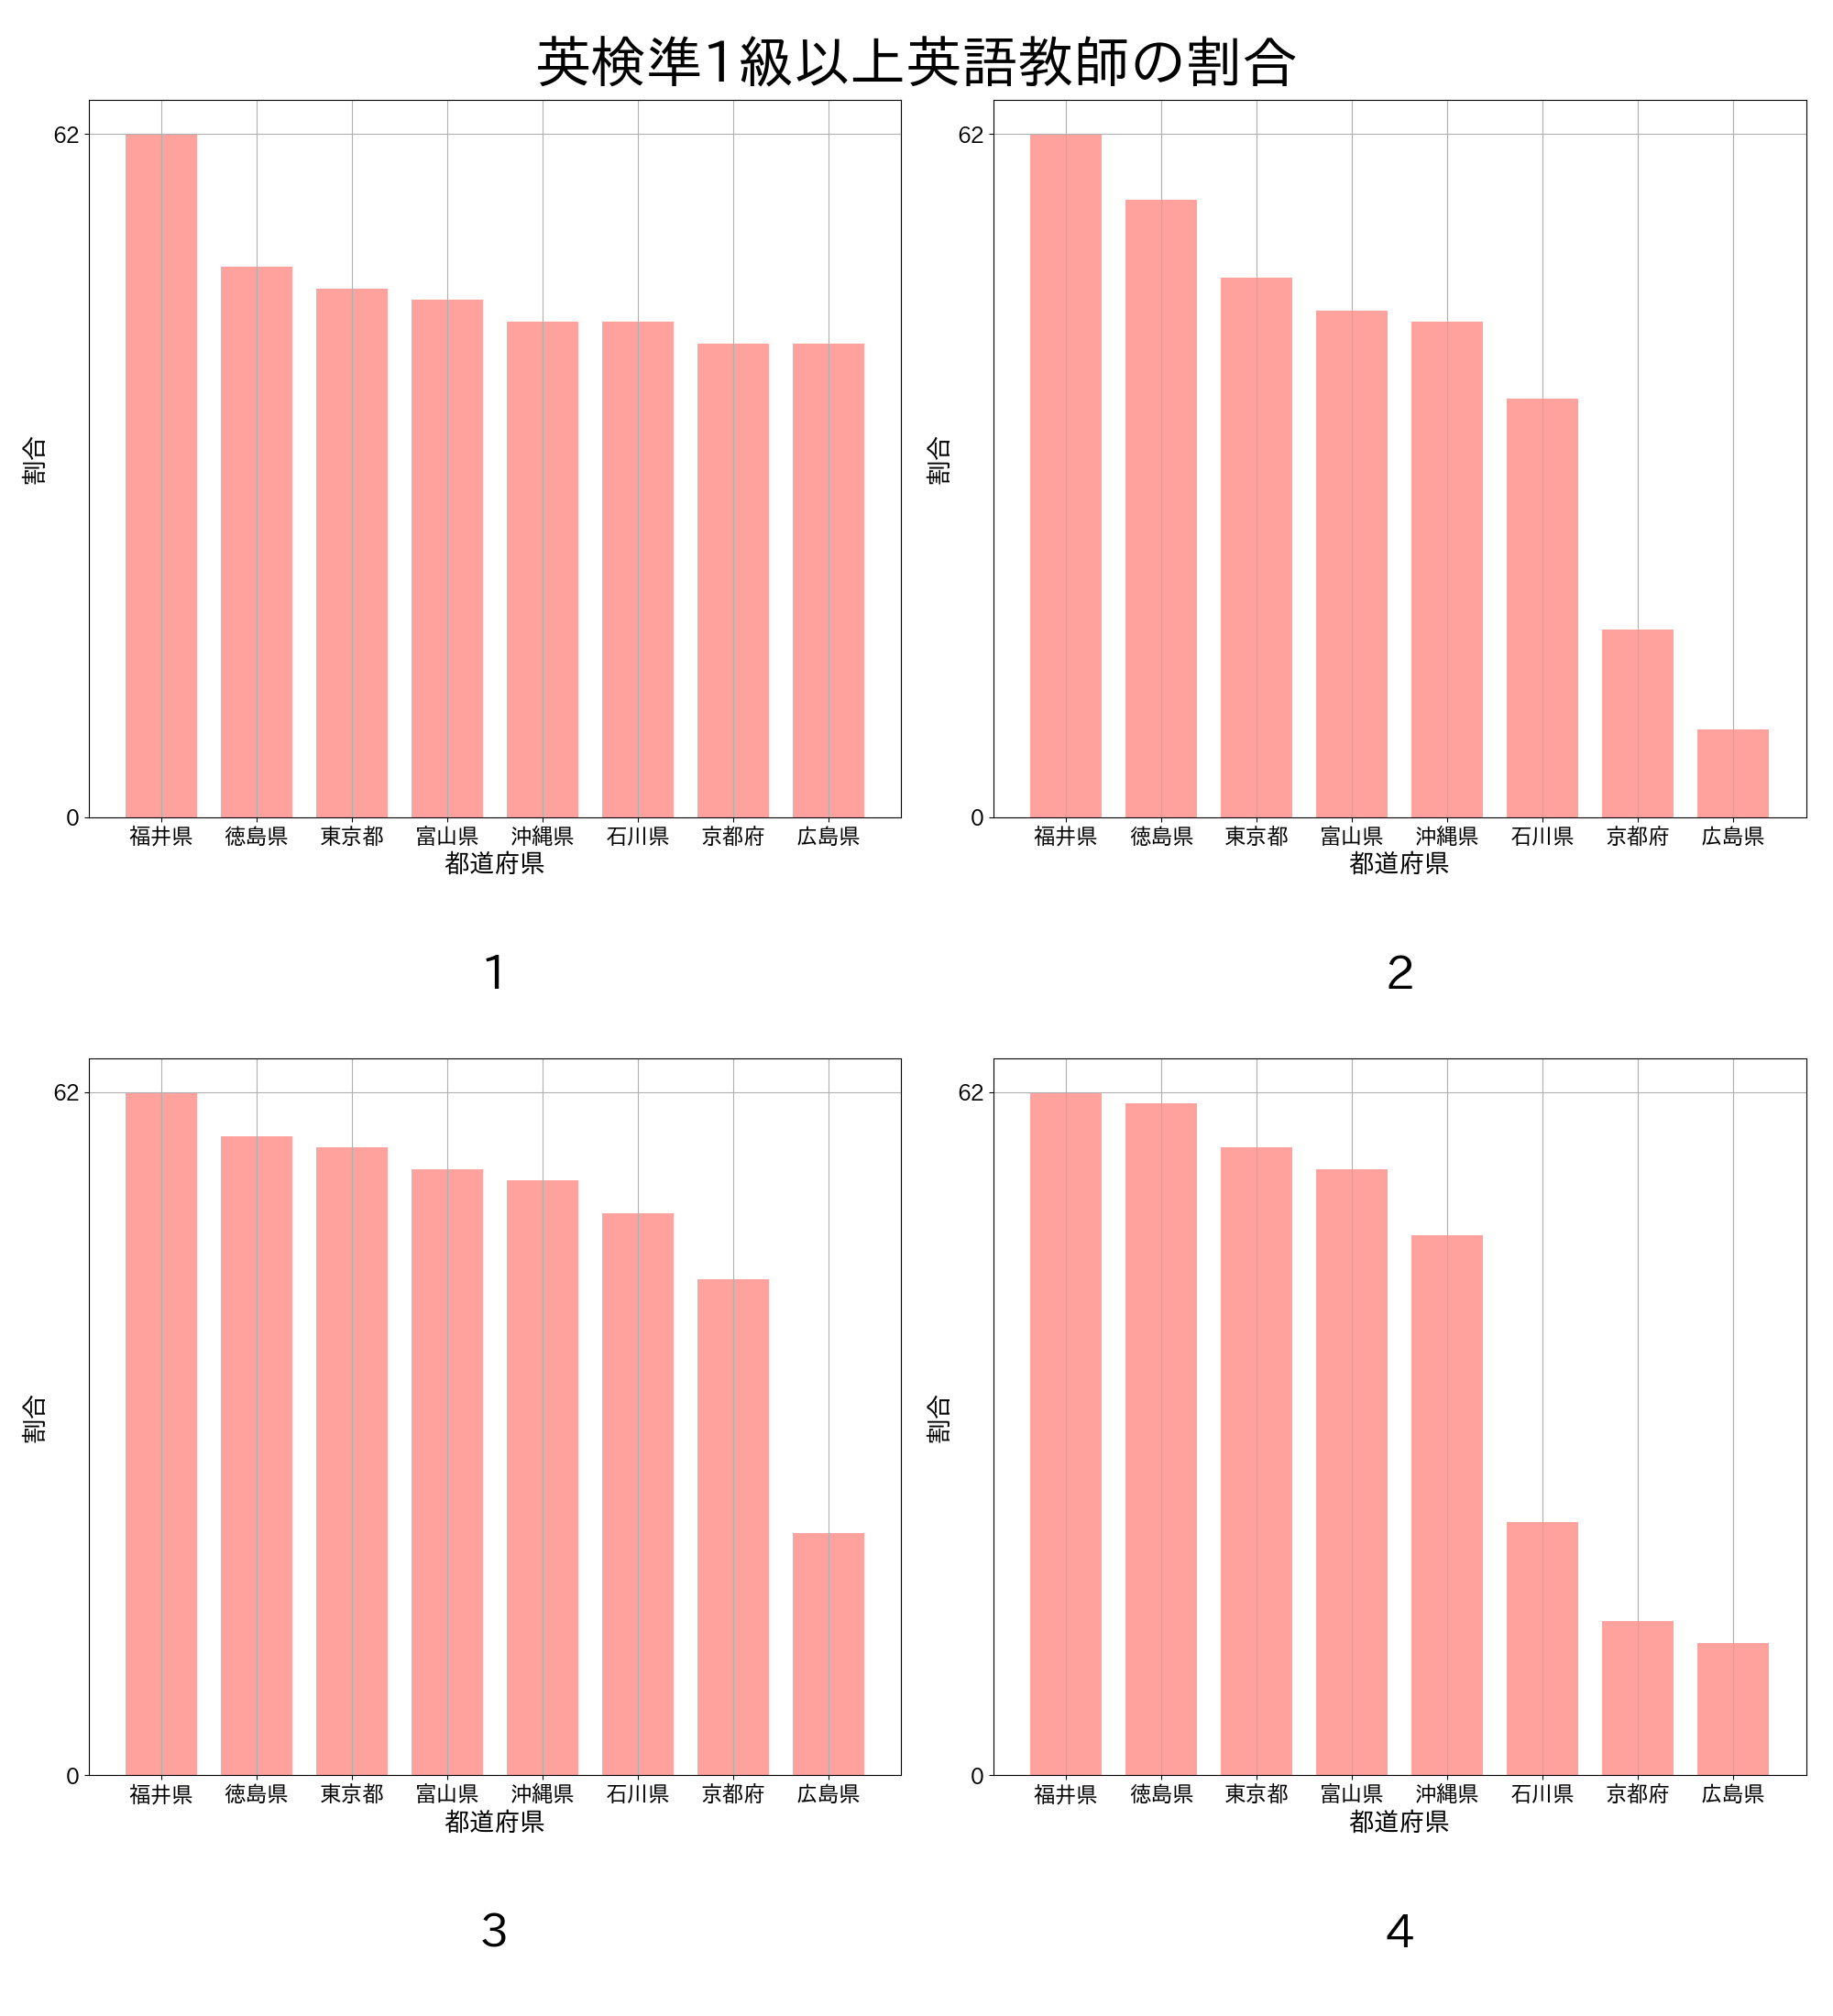 英検準1級以上英語教師の割合
62
0
割合
福井県 徳島県 東京都 富山県 沖縄県 石川県 京都府 広島県
都道府県
1
62
0
割合
福井県 徳島県 東京都 富山県 沖縄県 石川県 京都府 広島県
都道府県
2
62
0
割合
福井県 徳島県 東京都 富山県 沖縄県 石川県 京都府 広島県
都道府県
3
62
0
割合
福井県 徳島県 東京都 富山県 沖縄県 石川県 京都府 広島県
都道府県
4